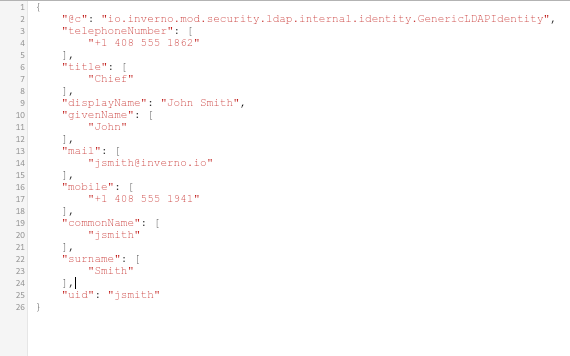 1 {
2 "@c": "io.inverno.mod.security.ldap.internal.identity.GenericLDAPIdentity",
3 "telephoneNumber": [
4 "+1 408 555 1862"
5 ],
6 "title": [
7 "Chief"
8 ],
9 "displayName": "John Smith",
10 "givenName": [
11 "John"
12 ],
13 "mail": [
14 "jsmith@inverno.io"
15 ],
16 "mobile": [
17 "+1 408 555 1941"
18 ],
19 "commonName": [
20 "jsmith"
21 ],
22 "surname": [
23 "Smith"
24 ],
25 "uid": "jsmith"
26 }